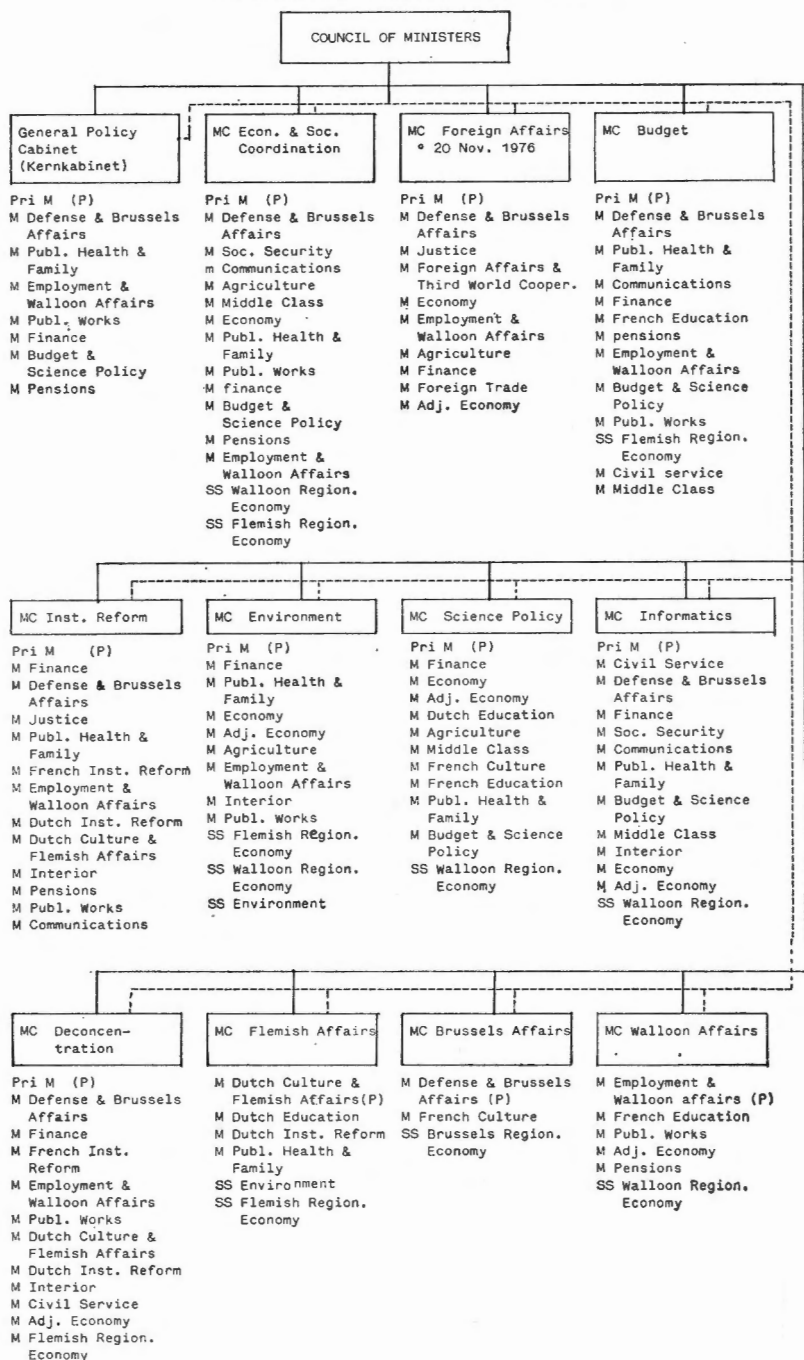 COUNCIL OF MINISTERS
General Policy
Cabinet
(Kernkabinet)
Pri M (P)
M Defense & Brussels
Affairs
M Publ. Health &
Family
M Employment &
Walloon Affairs
M Publ. Works
M Finance
M Budget &
Science Policy
M Pensions
MC Econ. & Soc.
Coordination
Pri M (P)
M Defense & Brussels
Affairs
M Soc. Security
m Communications
M Agriculture
M Middle Class
M Economy
M Publ. Health &
Family
M Publ. Works
M finance
M Budget &
Science Policy
M Pensions
M Employment &
Walloon Affairs
SS Walloon Region.
Economy
SS Flemish Region.
Economy
MC Foreign Affairs
° 20 Nov. 1976
Pri M (P)
M Defense & Brussels
Affairs
M Justice
M Foreign Affairs &
Third World Cooper.
M Economy
M Employment &
Walloon Affairs
M Agriculture
M Finance
M Foreign Trade
M Adj. Economy
MC Budget
Pri M (P)
M Defense & Brussels
Affairs
M Publ. Health &
Family
M Communications
M Finance
M French Education
M pensions
M Employment &
Walloon Affairs
M Budget & Science
Policy
M Publ. Works
SS Flemish Region.
Economy
M Civil service
M Middle Class
MC Inst. Reform
Pri M (P)
M Finance
M Defense & Brussels
Affairs
M Justice
M Publ. Health &
Family
M French Inst. Reform
M Employment &
Walloon Affairs
M Dutch Inst. Reform
M Dutch Culture &
Flemish Affairs
M Interior
M Pensions
M Publ. Works
M Communications
MC Environment
Pri M (P)
M Finance
M Publ. Health &
Family
M Economy
M Adj. Economy
M Agriculture
M Employment &
Walloon Affairs
M Interior
M Publ. Works
SS Flemish Region.
Economy
SS Walloon Region.
Economy
SS Environment
MC Science Policy
Pri M (P)
M Finance
M Economy
M Adj. Economy
M Dutch Education
M Agriculture
M Middle Class
M French Culture
M French Education
M Publ. Health &
Family
M Budget & Science
Policy
SS Walloon Region.
Economy
MC Informatics
Pri M (P)
M Civil Service
M Defense & Brussels
Affairs
M Finance
M Soc. Security
M Communications
M Publ. Health &
Family
M Budget & Science
Policy
M Middle Class
M Interior
M Economy
M Adj. Economy
SS Walloon Region.
Economy
MC Deconcen-
tration
Pri M (P)
M Defense & Brussels
Affairs
M Finance
M French Inst.
Reform
M Employment &
Walloon Affairs
M Publ. Works
M Dutch Culture &
Flemish Affairs
M Dutch Inst. Reform
M Interior
M Civil Service
M Adj. Economy
M Flemish Region.
Economy
MC Flemish Affairs
M Dutch Culture &
Flemish Affairs(P)
M Dutch Education
M Dutch Inst. Reform
M Publ. Health &
Family
SS Environment
SS Flemish Region.
Economy
MC Brussels Affairs
M Defense & Brussels
Affairs (P)
M French Culture
SS Brussels Region.
Economy
MC Walloon Affairs
M Employment &
Walloon affairs (P)
M French Education
M Publ. Works
M Adj. Economy
M Pensions
SS Walloon Region.
Economy